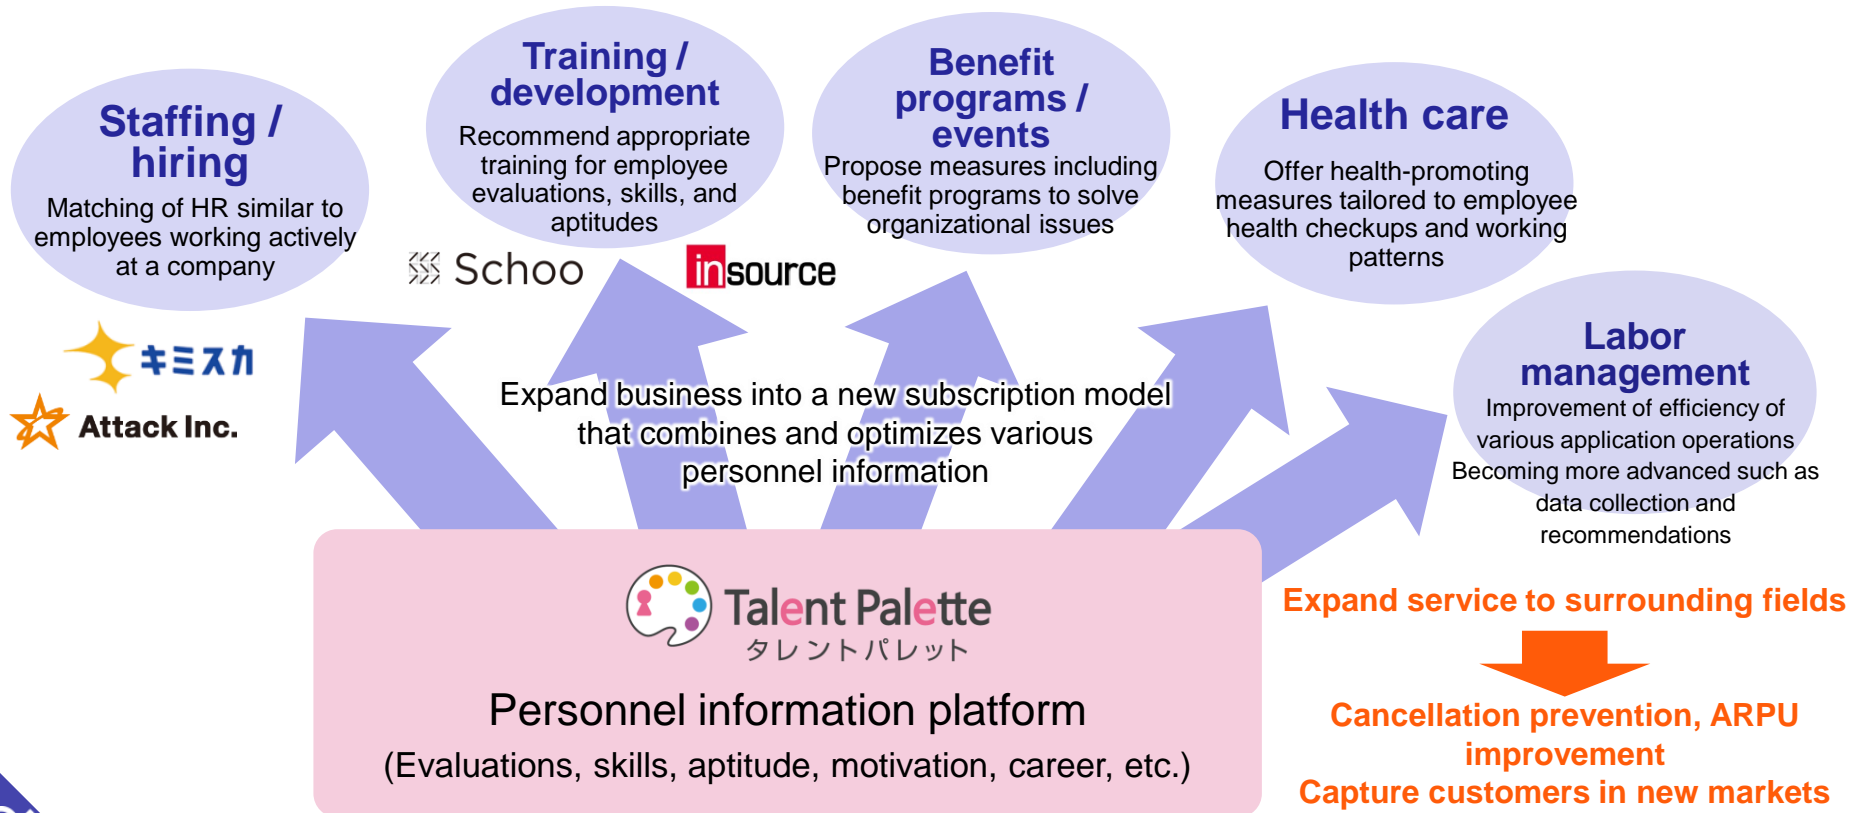 Staffing /
hiring
Matching of HR similar to
employees working actively
at a company
キミスカ
Attack Inc.
Training /
development
Recommend appropriate
training for employee
evaluations, skills, and
aptitudes
Schoo
insource
Benefit
programs /
events
Propose measures including
benefit programs to solve
organizational issues
Health care
Offer health-promoting
measures tailored to employee
health checkups and working
patterns
Labor
management
Improvement of efficiency of
various application operations
Becoming more advanced such as
data collection and
recommendations
Expand business into a new subscription model
that combines and optimizes various
personnel information
Talent Palette
タレントパレット
Personnel information platform
(Evaluations, skills, aptitude, motivation, career, etc.)
Expand service to surrounding fields
Cancellation prevention, ARPU
improvement
Capture customers in new markets